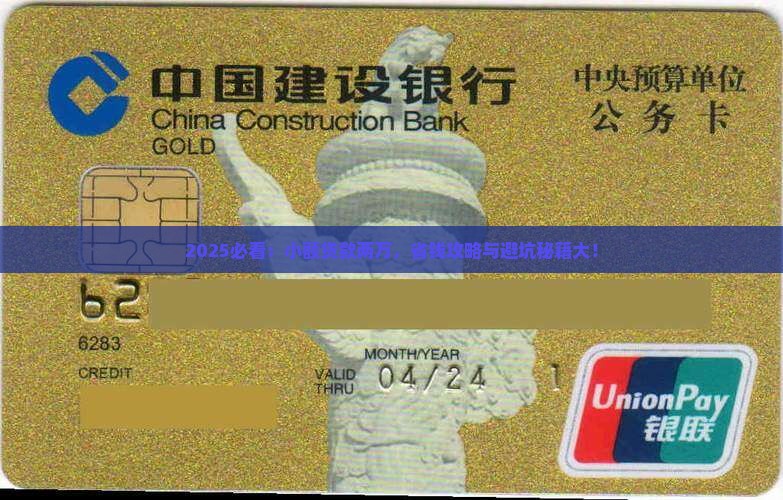 中国建设银行
China Construction Bank
GOLD
中央预算单位
公务卡
2025必看：小额贷款两万，省钱攻略与避坑秘籍大！
62
6283
CREDIT
MONTH/YEAR
VALID
THRU
04/24
1
UnionPay
银联